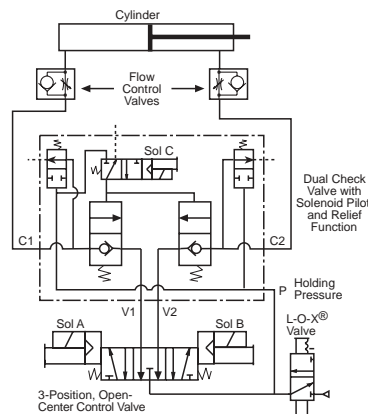 Cylinder
Flow
Control
Valves
Sol C
Dual Check
Valve with
Solenoid Pilot
and Relief
Function
C1
C2
P
Holding
Pressure
V1
V2
L-O-X®
Valve
Sol A
Sol B
3-Position, Open-
Center Control Valve